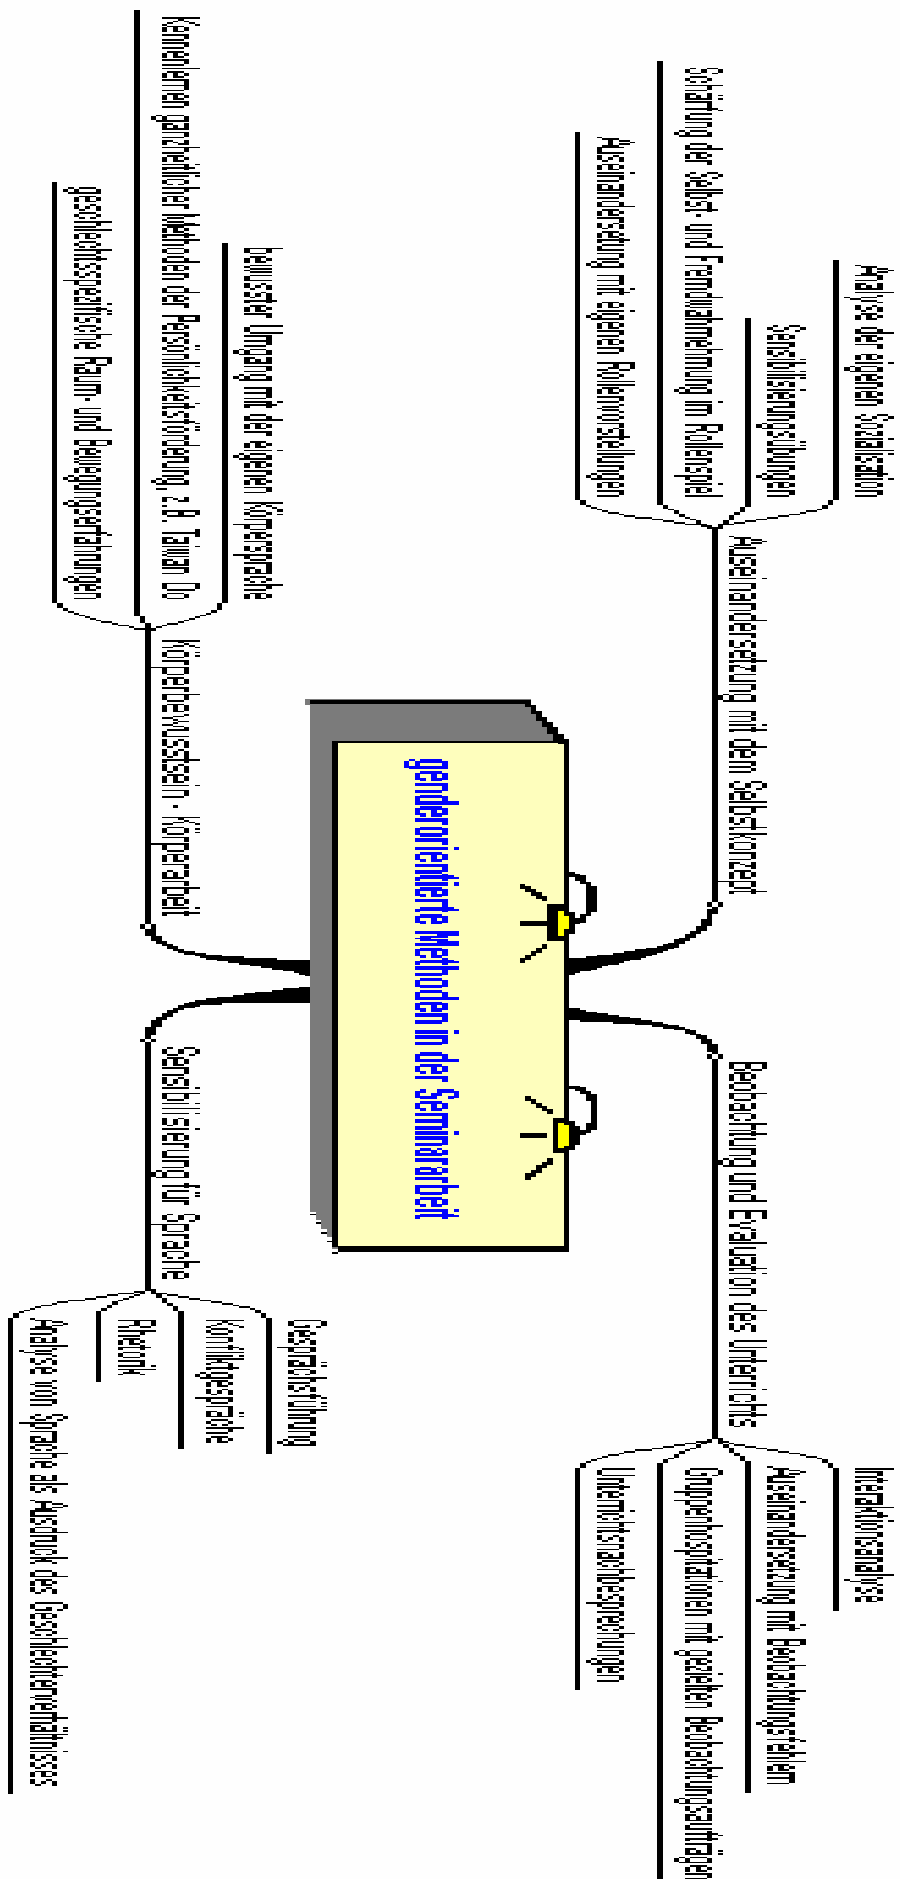 genderorientierte Methoden in der Seminararbeit
Auseinandersetzung mit dem Selbstkonzept
Analyse der eigenen Sozialisation
Sensibilisierungsübungen
Schärfung der Selbst- und Fremdwahrnehmung im Rollenspiel
Auseinandersetzung mit eigenen Rollenvorstellungen
Beobachtung und Evaluation des Unterrichts
Interaktionsanalyse
Auseinandersetzung mit Beobachtungsfehlern
Gruppenhospitationen mit gezielten Beobachtungsaufträgen
Unterrichtsnachbesprechungen
Körperbewusstsein - Körperarbeit
bewusster Umgang mit der eigenen Körpersprache
Kennenlernen ganzheitlicher Methoden der Persönlichkeitsförderung z.B. Taiwan Do
geschlechtsspezifische Raum- und Bewegungserfahrungen
Sensibilisierung für Sprache
Gesprächsführung
Konfliktgespräche
Rhetorik
Analyse von Sprache als Ausdruck des Geschlechterverhältnisses